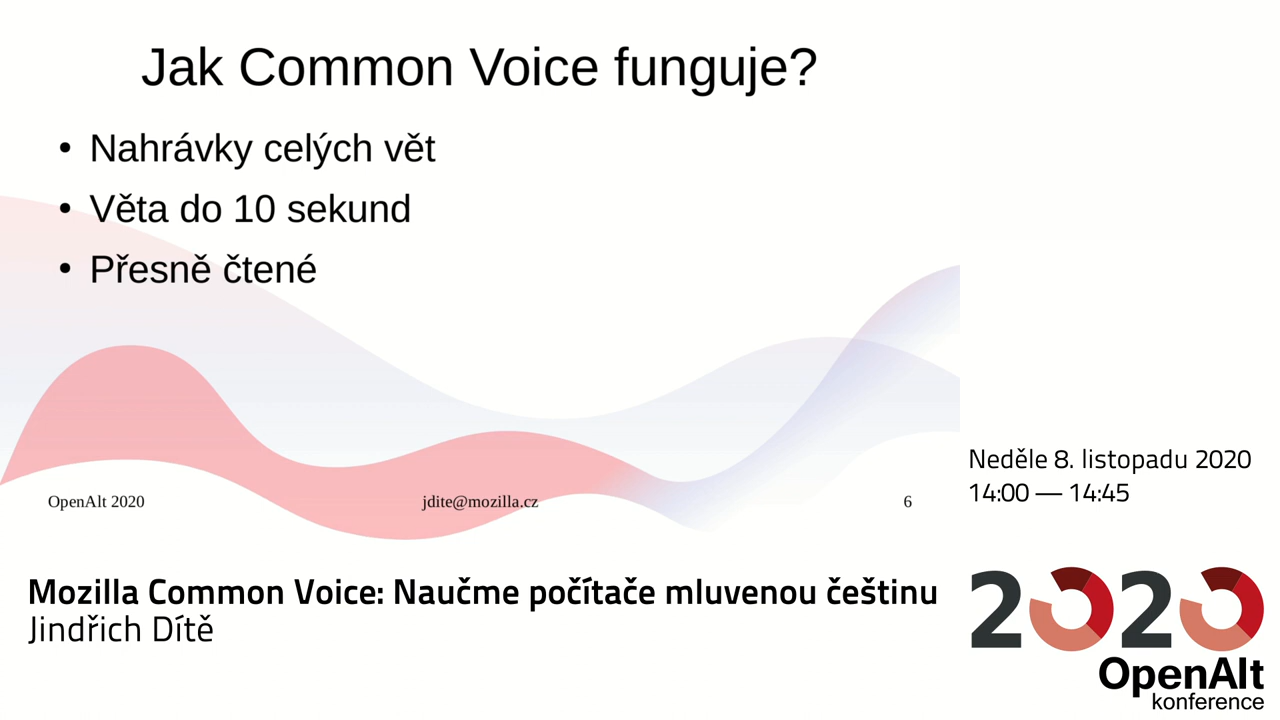 Jak Common Voice funguje?
• Nahrávky celých vět
• Věta do 10 sekund
• Přesně čtené
OpenAlt 2020
jdite@mozilla.cz
6
Neděle 8. listopadu 2020
14:00 — 14:45
Mozilla Common Voice: Naučme počítače mluvenou češtinu
Jindřich Dítě
2020
OpenAlt
konference